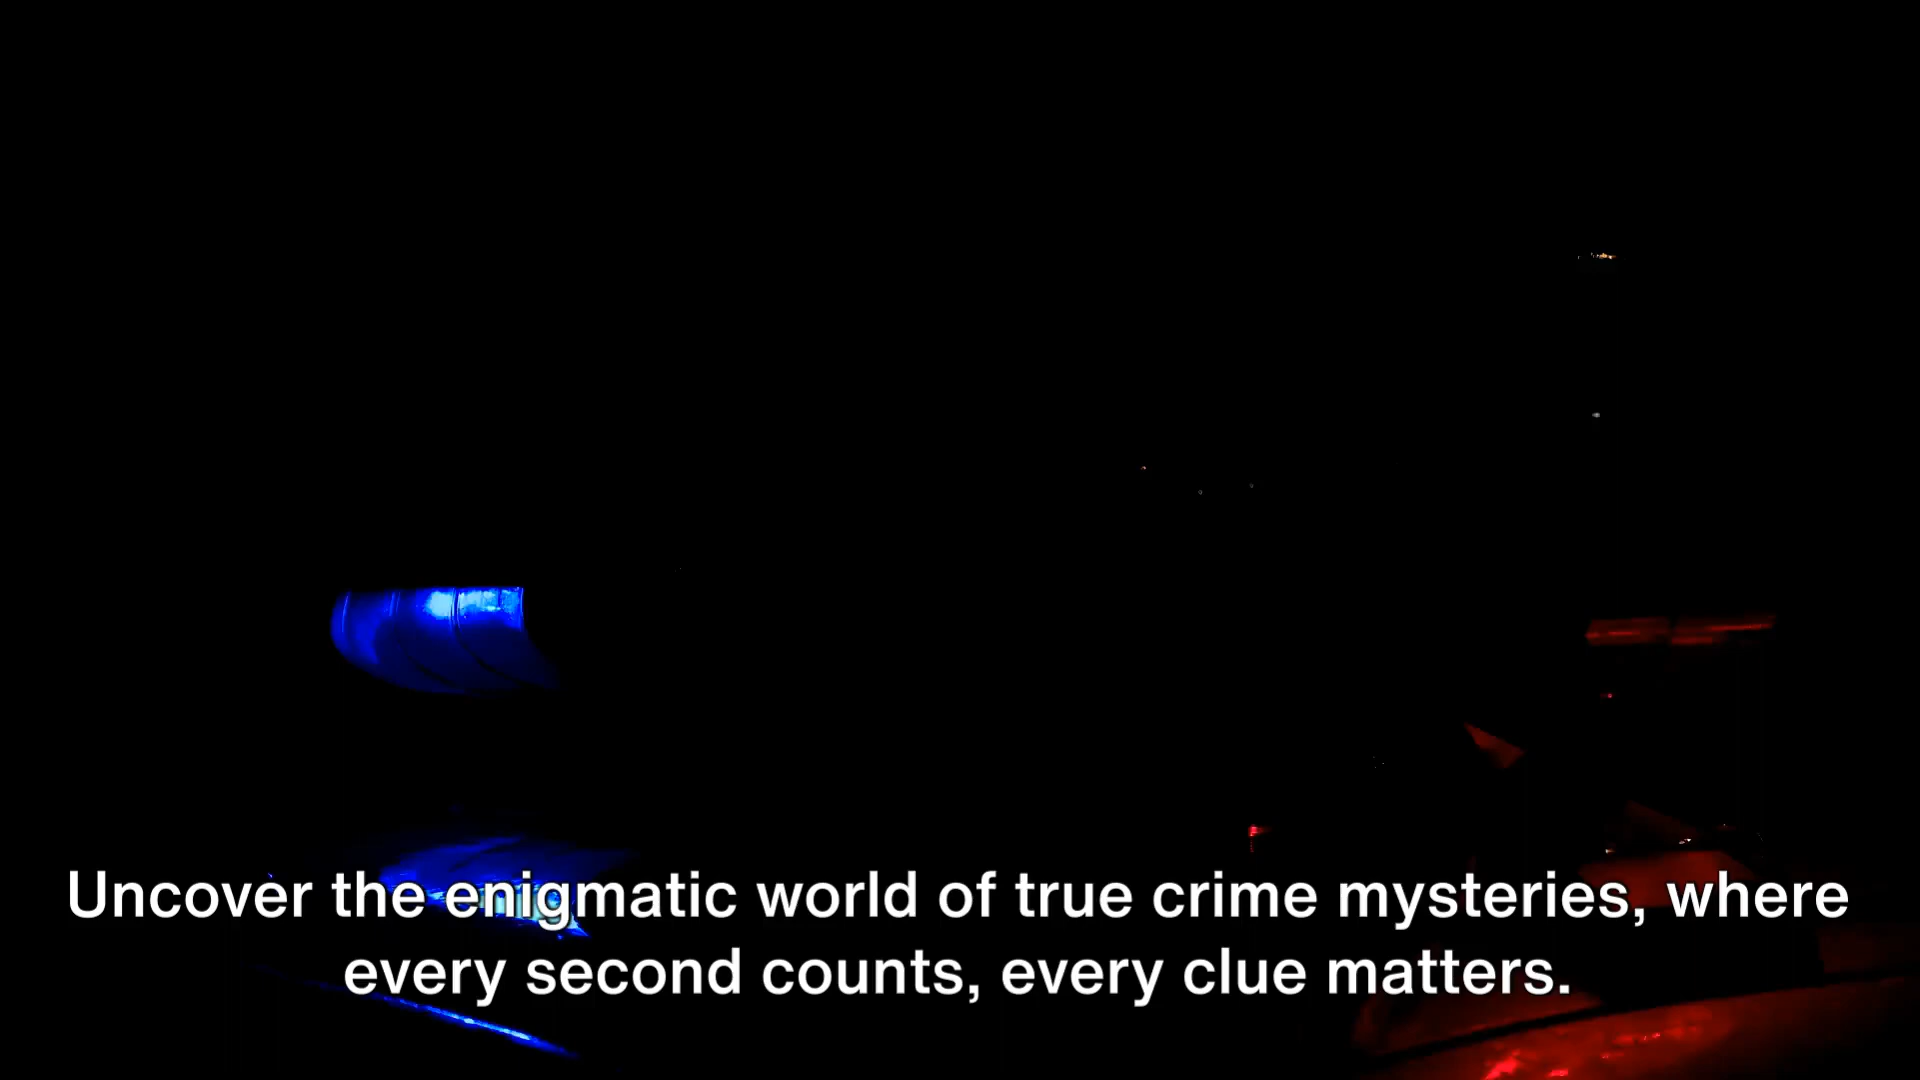 Uncover the enigmatic world of true crime mysteries, where
every second counts, every clue matters.